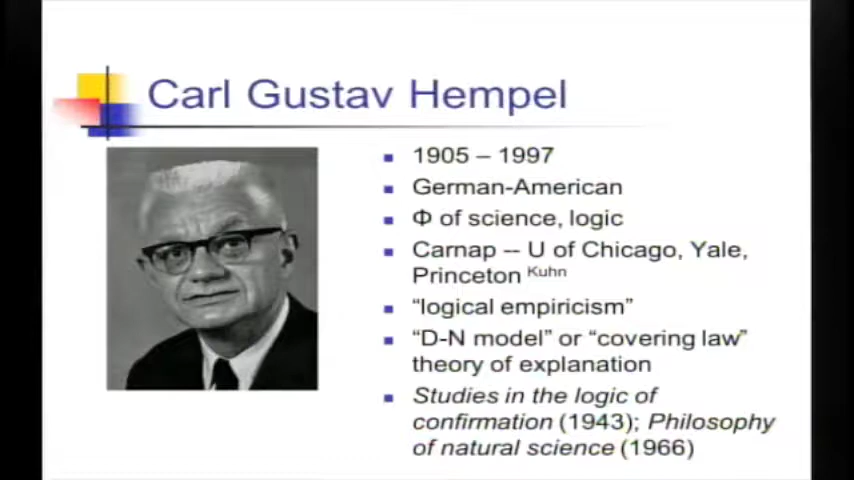 Carl Gustav Hempel
1905 – 1997
German-American
Φ of science, logic
Carnap -- U of Chicago, Yale,
Princeton Kuhn
"logical empiricism"
"D-N model" or "covering law"
theory of explanation
Studies in the logic of
confirmation (1943); Philosophy
of natural science (1966)